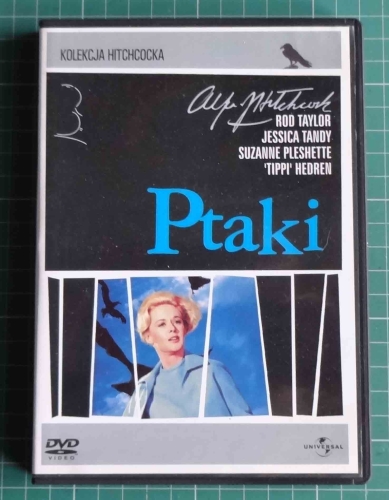 KOLEKCJA HITCHCOCKA
Alfred Hitchcock
ROD TAYLOR
JESSICA TANDY
SUZANNE PLESHETTE
'TIPPI' HEDREN
Ptaki
DVD
VIDEO
UNIVERSAL